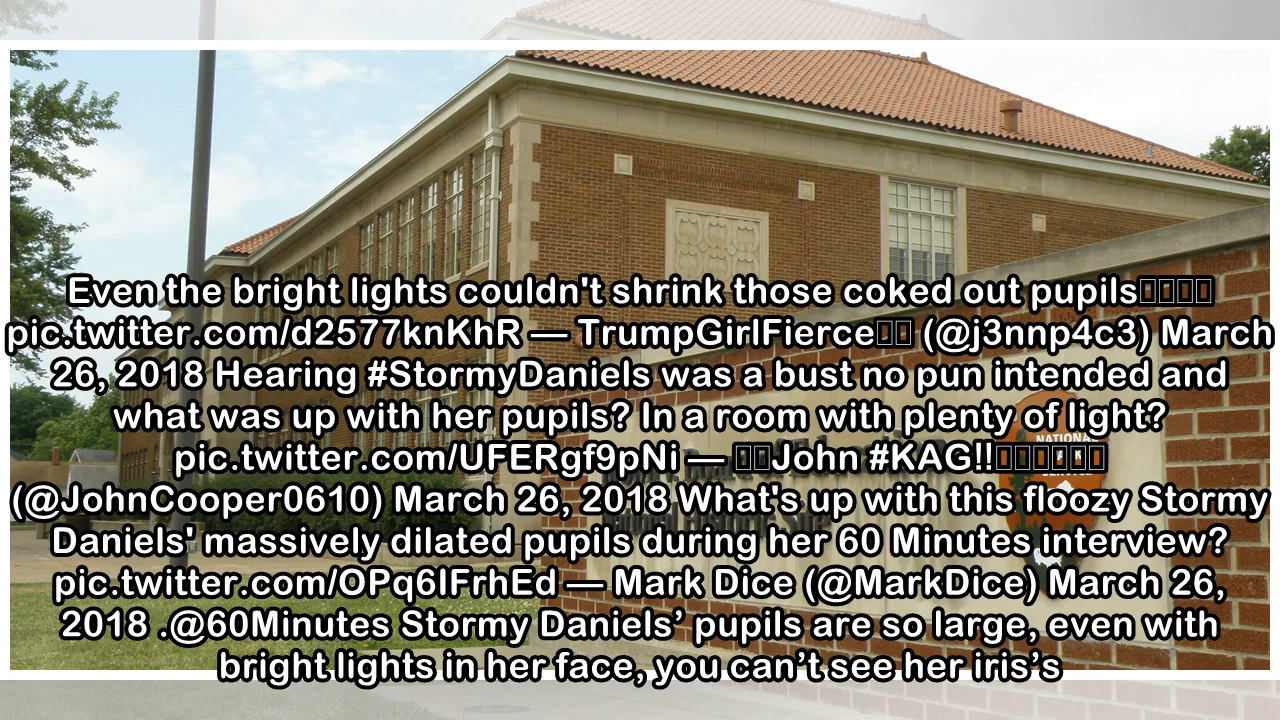 Even the bright lights couldn't shrink those coked out pupils
pic.twitter.com/d2577knKhR — TrumpGirlFierce (@j3nnp4c3) March
26, 2018 Hearing #StormyDaniels was a bust no pun intended and
what was up with her pupils? In a room with plenty of light?
pic.twitter.com/UFERgf9pNi — John #KAG!!
(@JohnCooper0610) March 26, 2018 What's up with this floozy Stormy
Daniels' massively dilated pupils during her 60 Minutes interview?
pic.twitter.com/OPq6IFrhEd — Mark Dice (@MarkDice) March 26,
2018 .@60Minutes Stormy Daniels’ pupils are so large, even with
bright lights in her face, you can’t see her iris’s
NATIONAL